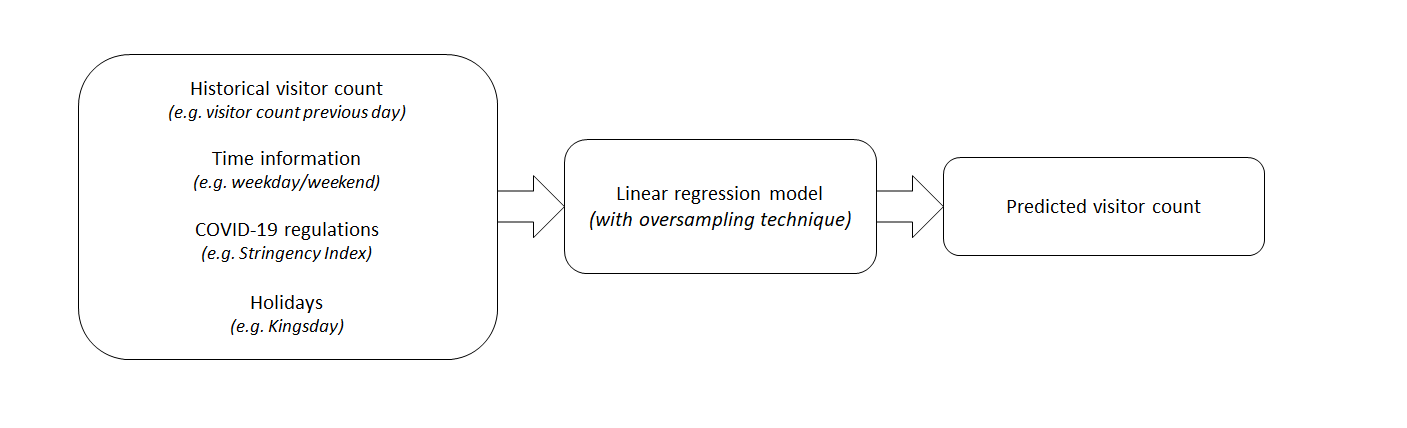 Historical visitor count
(e.g. visitor count previous day)
Time information
(e.g. weekday/weekend)
COVID-19 regulations
(e.g. Stringency Index)
Holidays
(e.g. Kingsday)
Linear regression model
(with oversampling technique)
Predicted visitor count